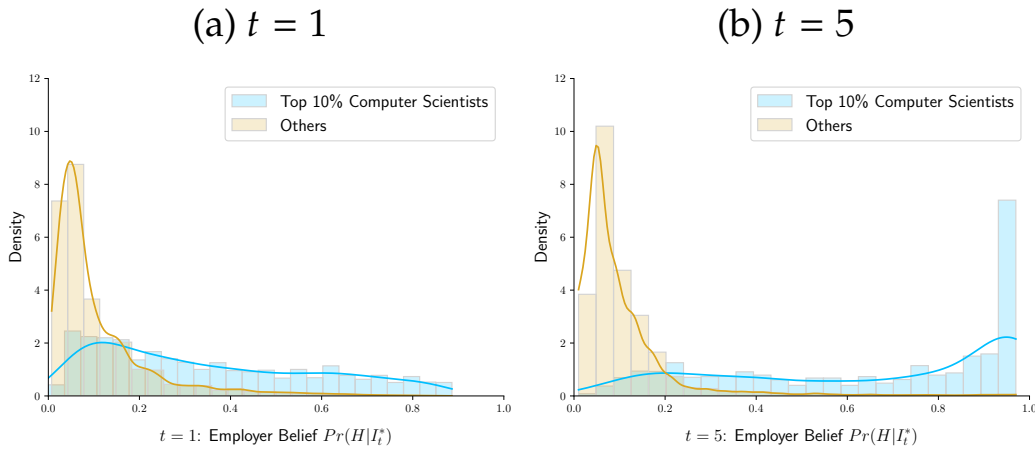 (a) t = 1
(b) t = 5
12
10
8
6
4
2
0
Density
Top 10% Computer Scientists
Others
0.0 0.2 0.4 0.6 0.8 1.0
t = 1: Employer Belief Pr(H|I*_t)
12
10
8
6
4
2
0
Density
Top 10% Computer Scientists
Others
0.0 0.2 0.4 0.6 0.8 1.0
t = 5: Employer Belief Pr(H|I*_t)